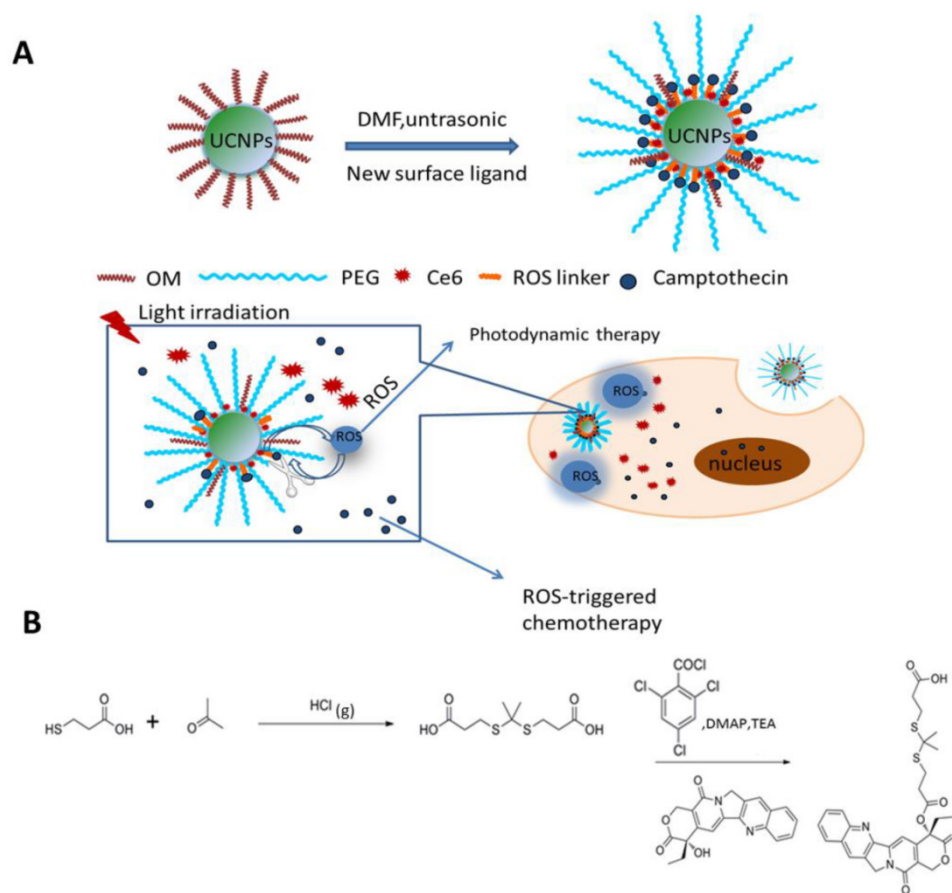 A
UCNPs
DMF,untrasonic
New surface ligand
UCNPs
OM
PEG
Ce6
ROS linker
Camptothecin
Light irradiation
Photodynamic therapy
ROS
ROS
ROS
ROS
nucleus
ROS-triggered
chemotherapy
B
HS
O
OH
+
O
HCl (g)
O
HO
S
S
O
OH
COCl
Cl
Cl
Cl
,DMAP,TEA
O
N
N
O
O
OH
O
OH
S
S
O
O
N
N
O
O
O